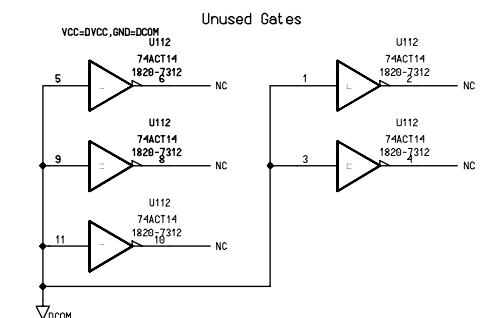 Unused Gates
VCC=DVCC,GND=DCOM
U112
74ACT14
1820-7312
5
6
NC
U112
74ACT14
1820-7312
1
2
NC
U112
74ACT14
1820-7312
9
8
NC
U112
74ACT14
1820-7312
3
4
NC
U112
74ACT14
1820-7312
11
10
NC
DCOM